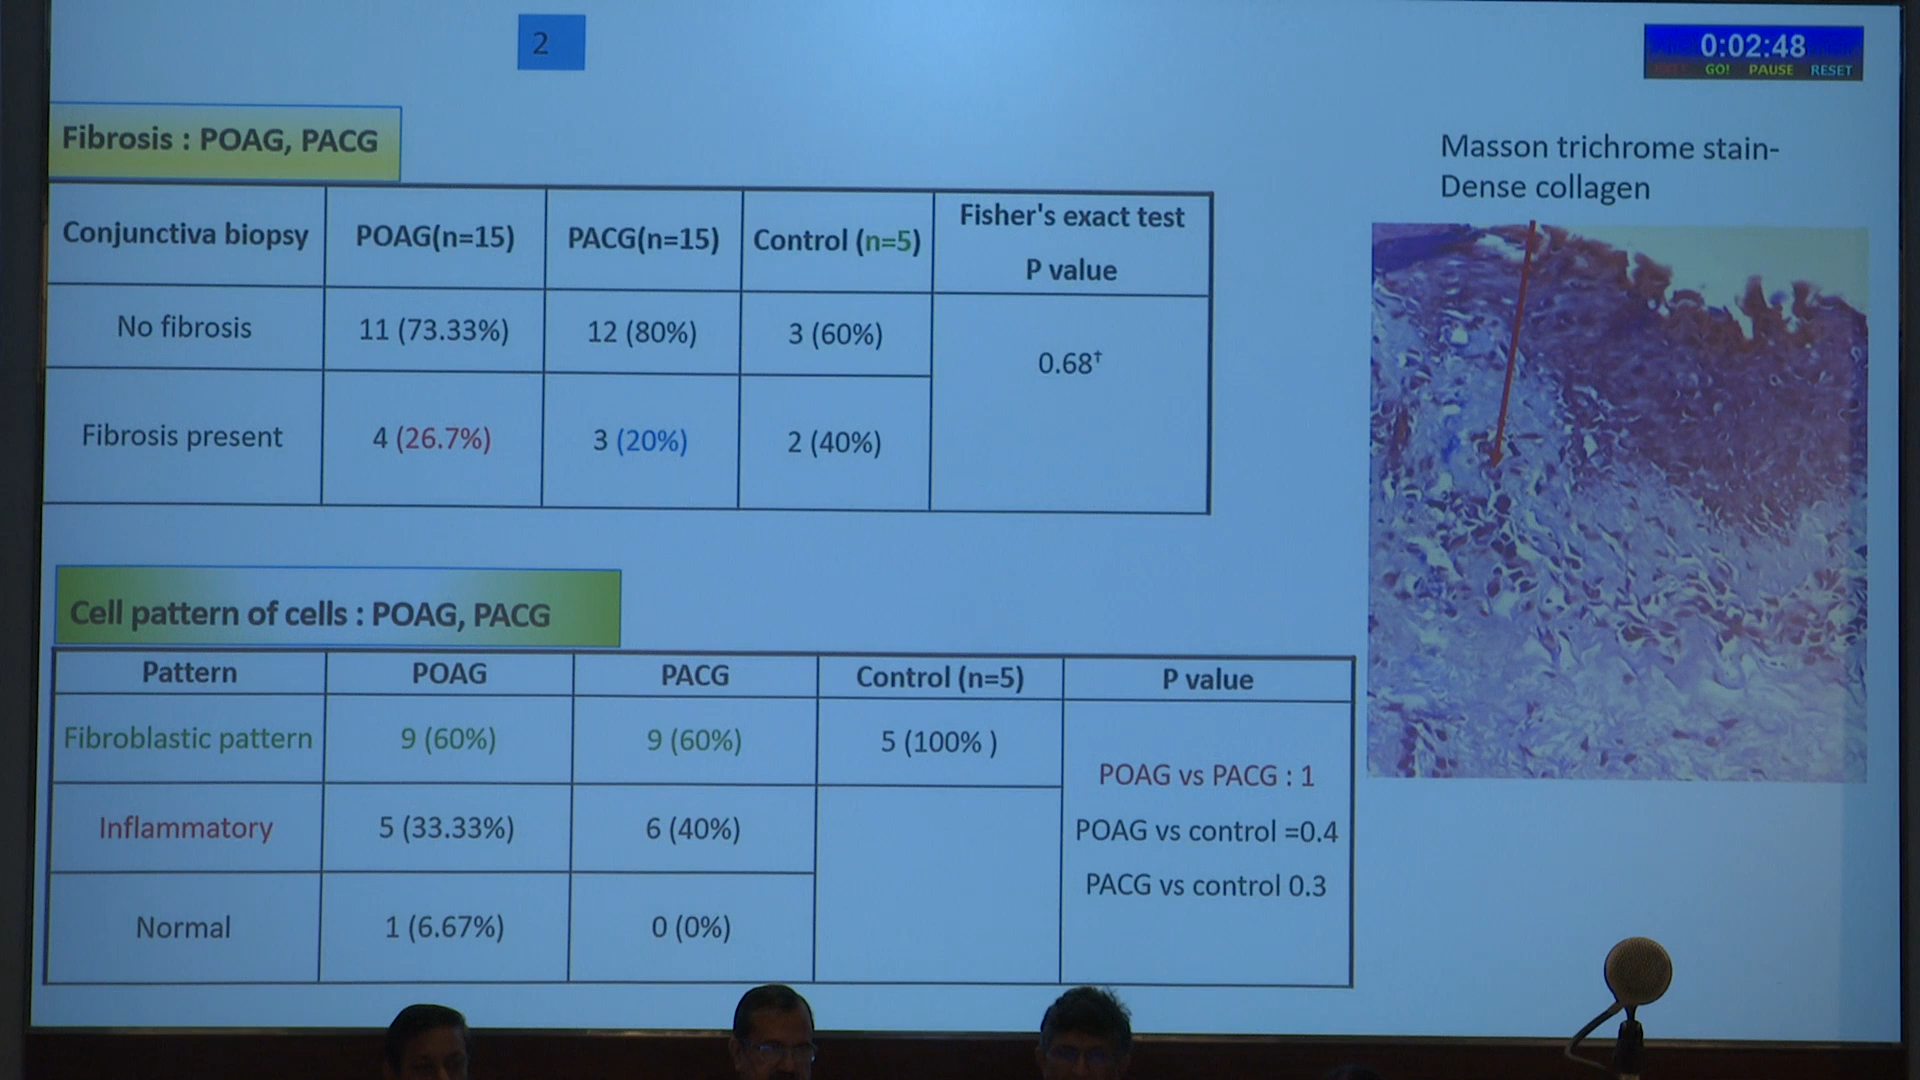 2
0:02:48
GO! PAUSE RESET
Fibrosis : POAG, PACG
Masson trichrome stain-
Dense collagen
Conjunctiva biopsy POAG(n=15) PACG(n=15) Control (n=5) Fisher's exact test
P value
No fibrosis 11 (73.33%) 12 (80%) 3 (60%) 0.68†
Fibrosis present 4 (26.7%) 3 (20%) 2 (40%)
Cell pattern of cells : POAG, PACG
Pattern POAG PACG Control (n=5) P value
Fibroblastic pattern 9 (60%) 9 (60%) 5 (100% )
POAG vs PACG : 1
Inflammatory 5 (33.33%) 6 (40%) POAG vs control =0.4
PACG vs control 0.3
Normal 1 (6.67%) 0 (0%)